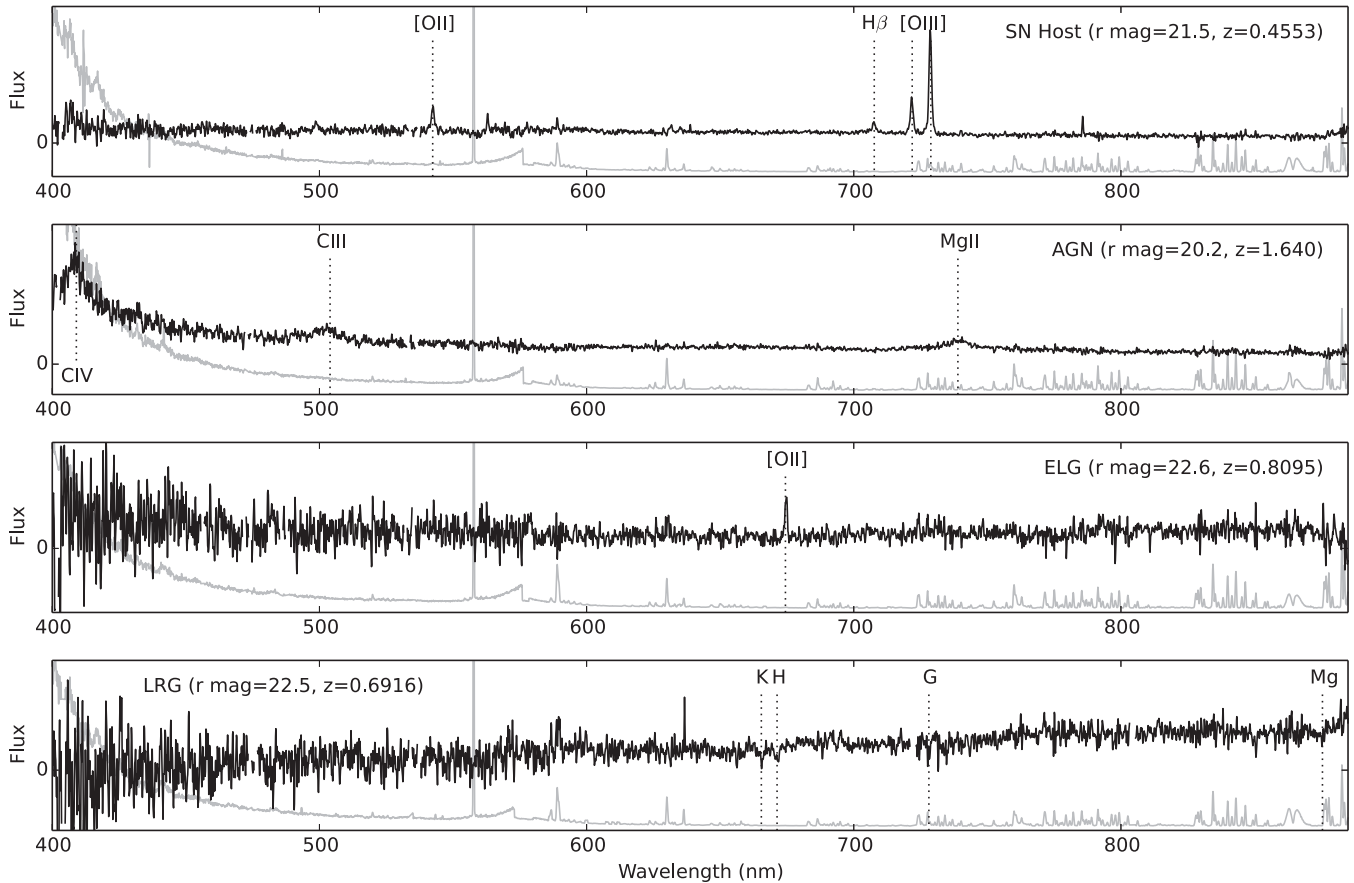 [OII] Hβ [OIII] SN Host (r mag=21.5, z=0.4553)
Flux
0
400 500 600 700 800
CIII MgII AGN (r mag=20.2, z=1.640)
Flux
0
CIV
400 500 600 700 800
[OII] ELG (r mag=22.6, z=0.8095)
Flux
0
400 500 600 700 800
LRG (r mag=22.5, z=0.6916) K H G Mg
Flux
0
400 500 600 700 800
Wavelength (nm)